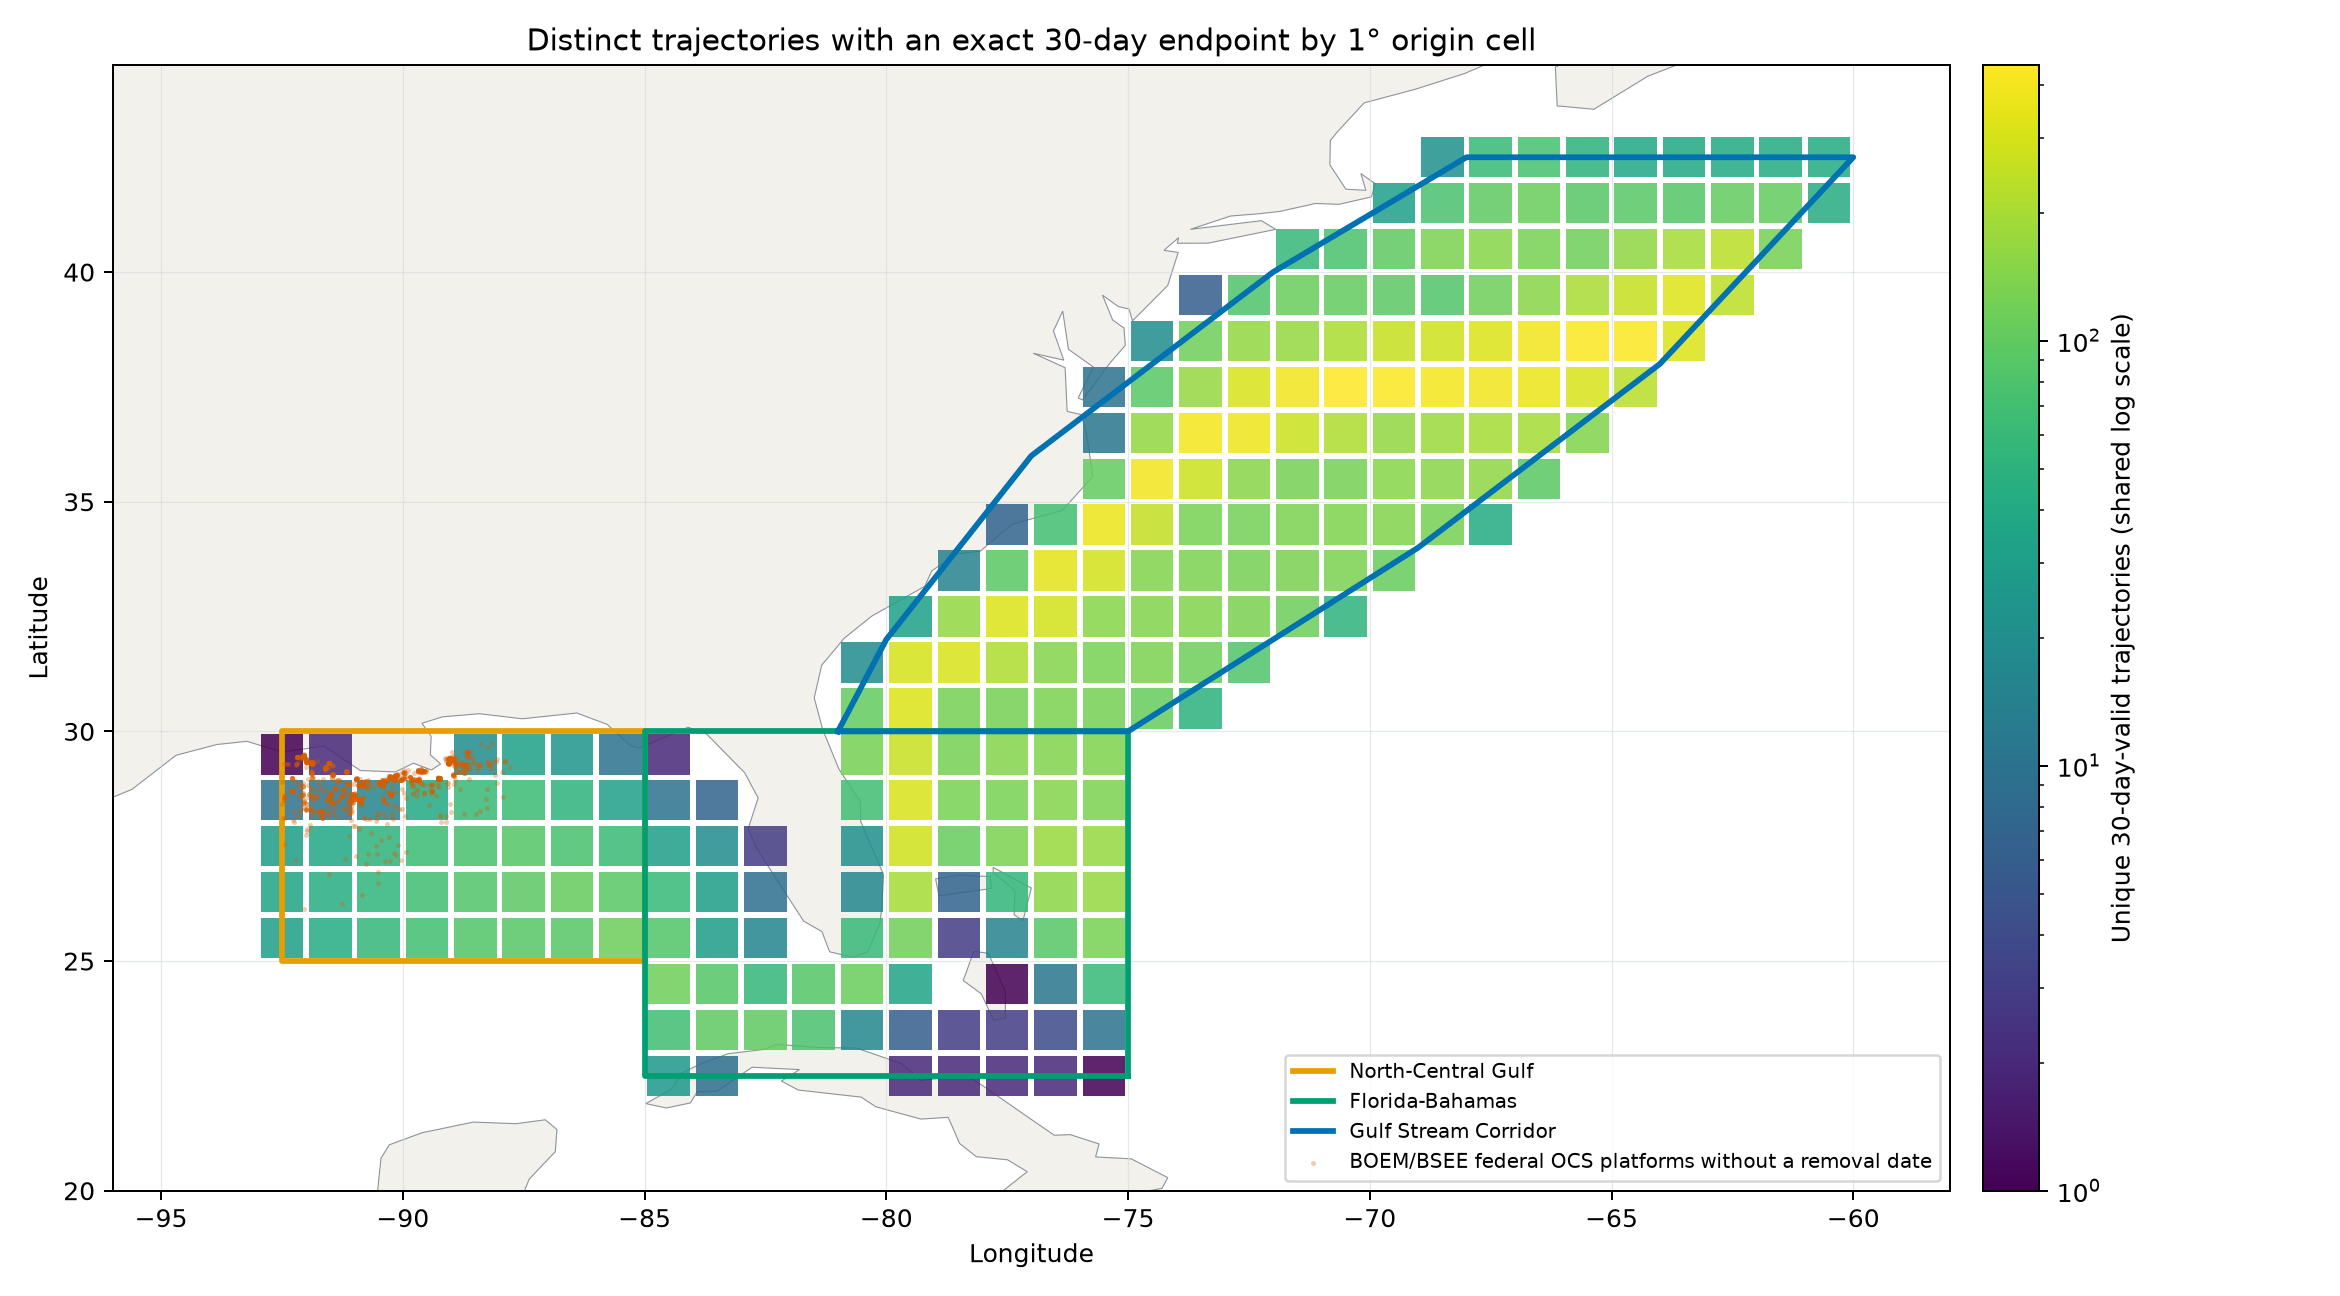 Distinct trajectories with an exact 30-day endpoint by 1° origin cell
Latitude
40
35
30
25
20
−95
−90
−85
−80
−75
−70
−65
−60
Longitude
North-Central Gulf
Florida-Bahamas
Gulf Stream Corridor
BOEM/BSEE federal OCS platforms without a removal date
10²
10¹
10⁰
Unique 30-day-valid trajectories (shared log scale)